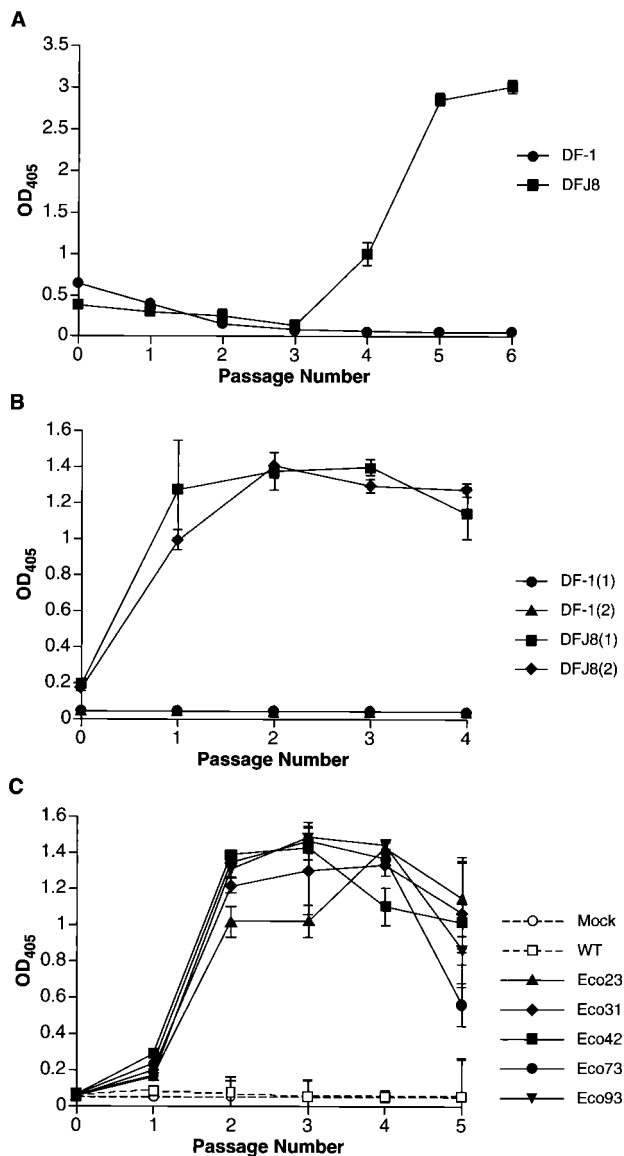 A
3.5
3
2.5
2
1.5
1
0.5
0
OD405
0 1 2 3 4 5 6
Passage Number
DF-1
DFJ8
B
1.6
1.4
1.2
1
0.8
0.6
0.4
0.2
0
OD405
0 1 2 3 4
Passage Number
DF-1(1)
DF-1(2)
DFJ8(1)
DFJ8(2)
C
1.6
1.4
1.2
1
0.8
0.6
0.4
0.2
0
OD405
0 1 2 3 4 5
Passage Number
Mock
WT
Eco23
Eco31
Eco42
Eco73
Eco93